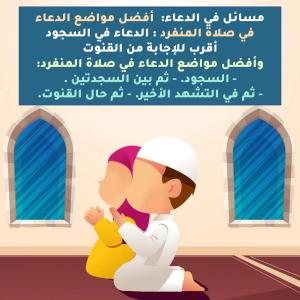 مسائل في الدعاء: أفضل مواضع الدعاء
في صلاة المنفرد : الدعاء في السجود
أقرب للإجابة من القنوت
وأفضل مواضع الدعاء في صلاة المنفرد:
- السجود. - ثم بين السجدتين .
- ثم في التشهد الأخير. - ثم حال القنوت.